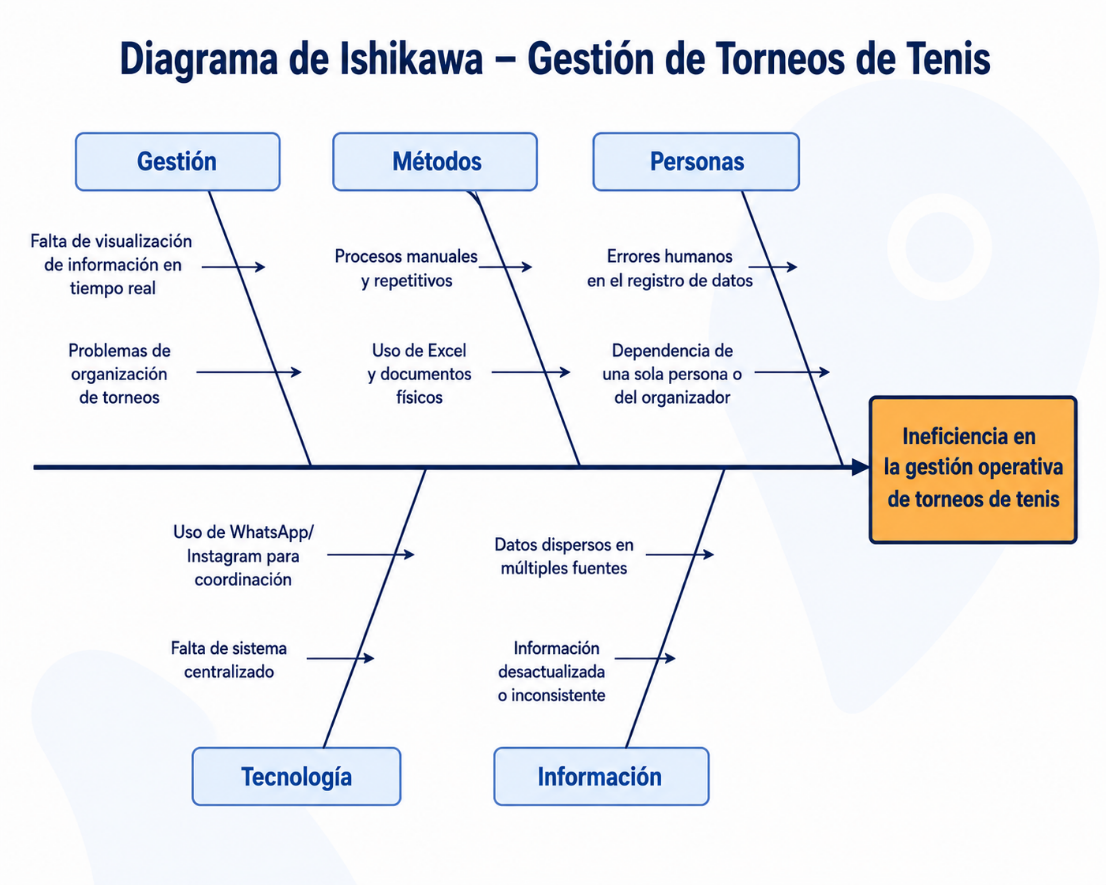 Diagrama de Ishikawa – Gestión de Torneos de Tenis
Gestión
Métodos
Personas
Falta de visualización
de información en
tiempo real
Procesos manuales
y repetitivos
Errores humanos
en el registro de datos
Problemas de
organización
de torneos
Uso de Excel
y documentos
físicos
Dependencia de
una sola persona o
del organizador
Ineficiencia en
la gestión operativa
de torneos de tenis
Uso de WhatsApp/
Instagram para
coordinación
Datos dispersos en
múltiples fuentes
Falta de sistema
centralizado
Información
desactualizada
o inconsistente
Tecnología
Información